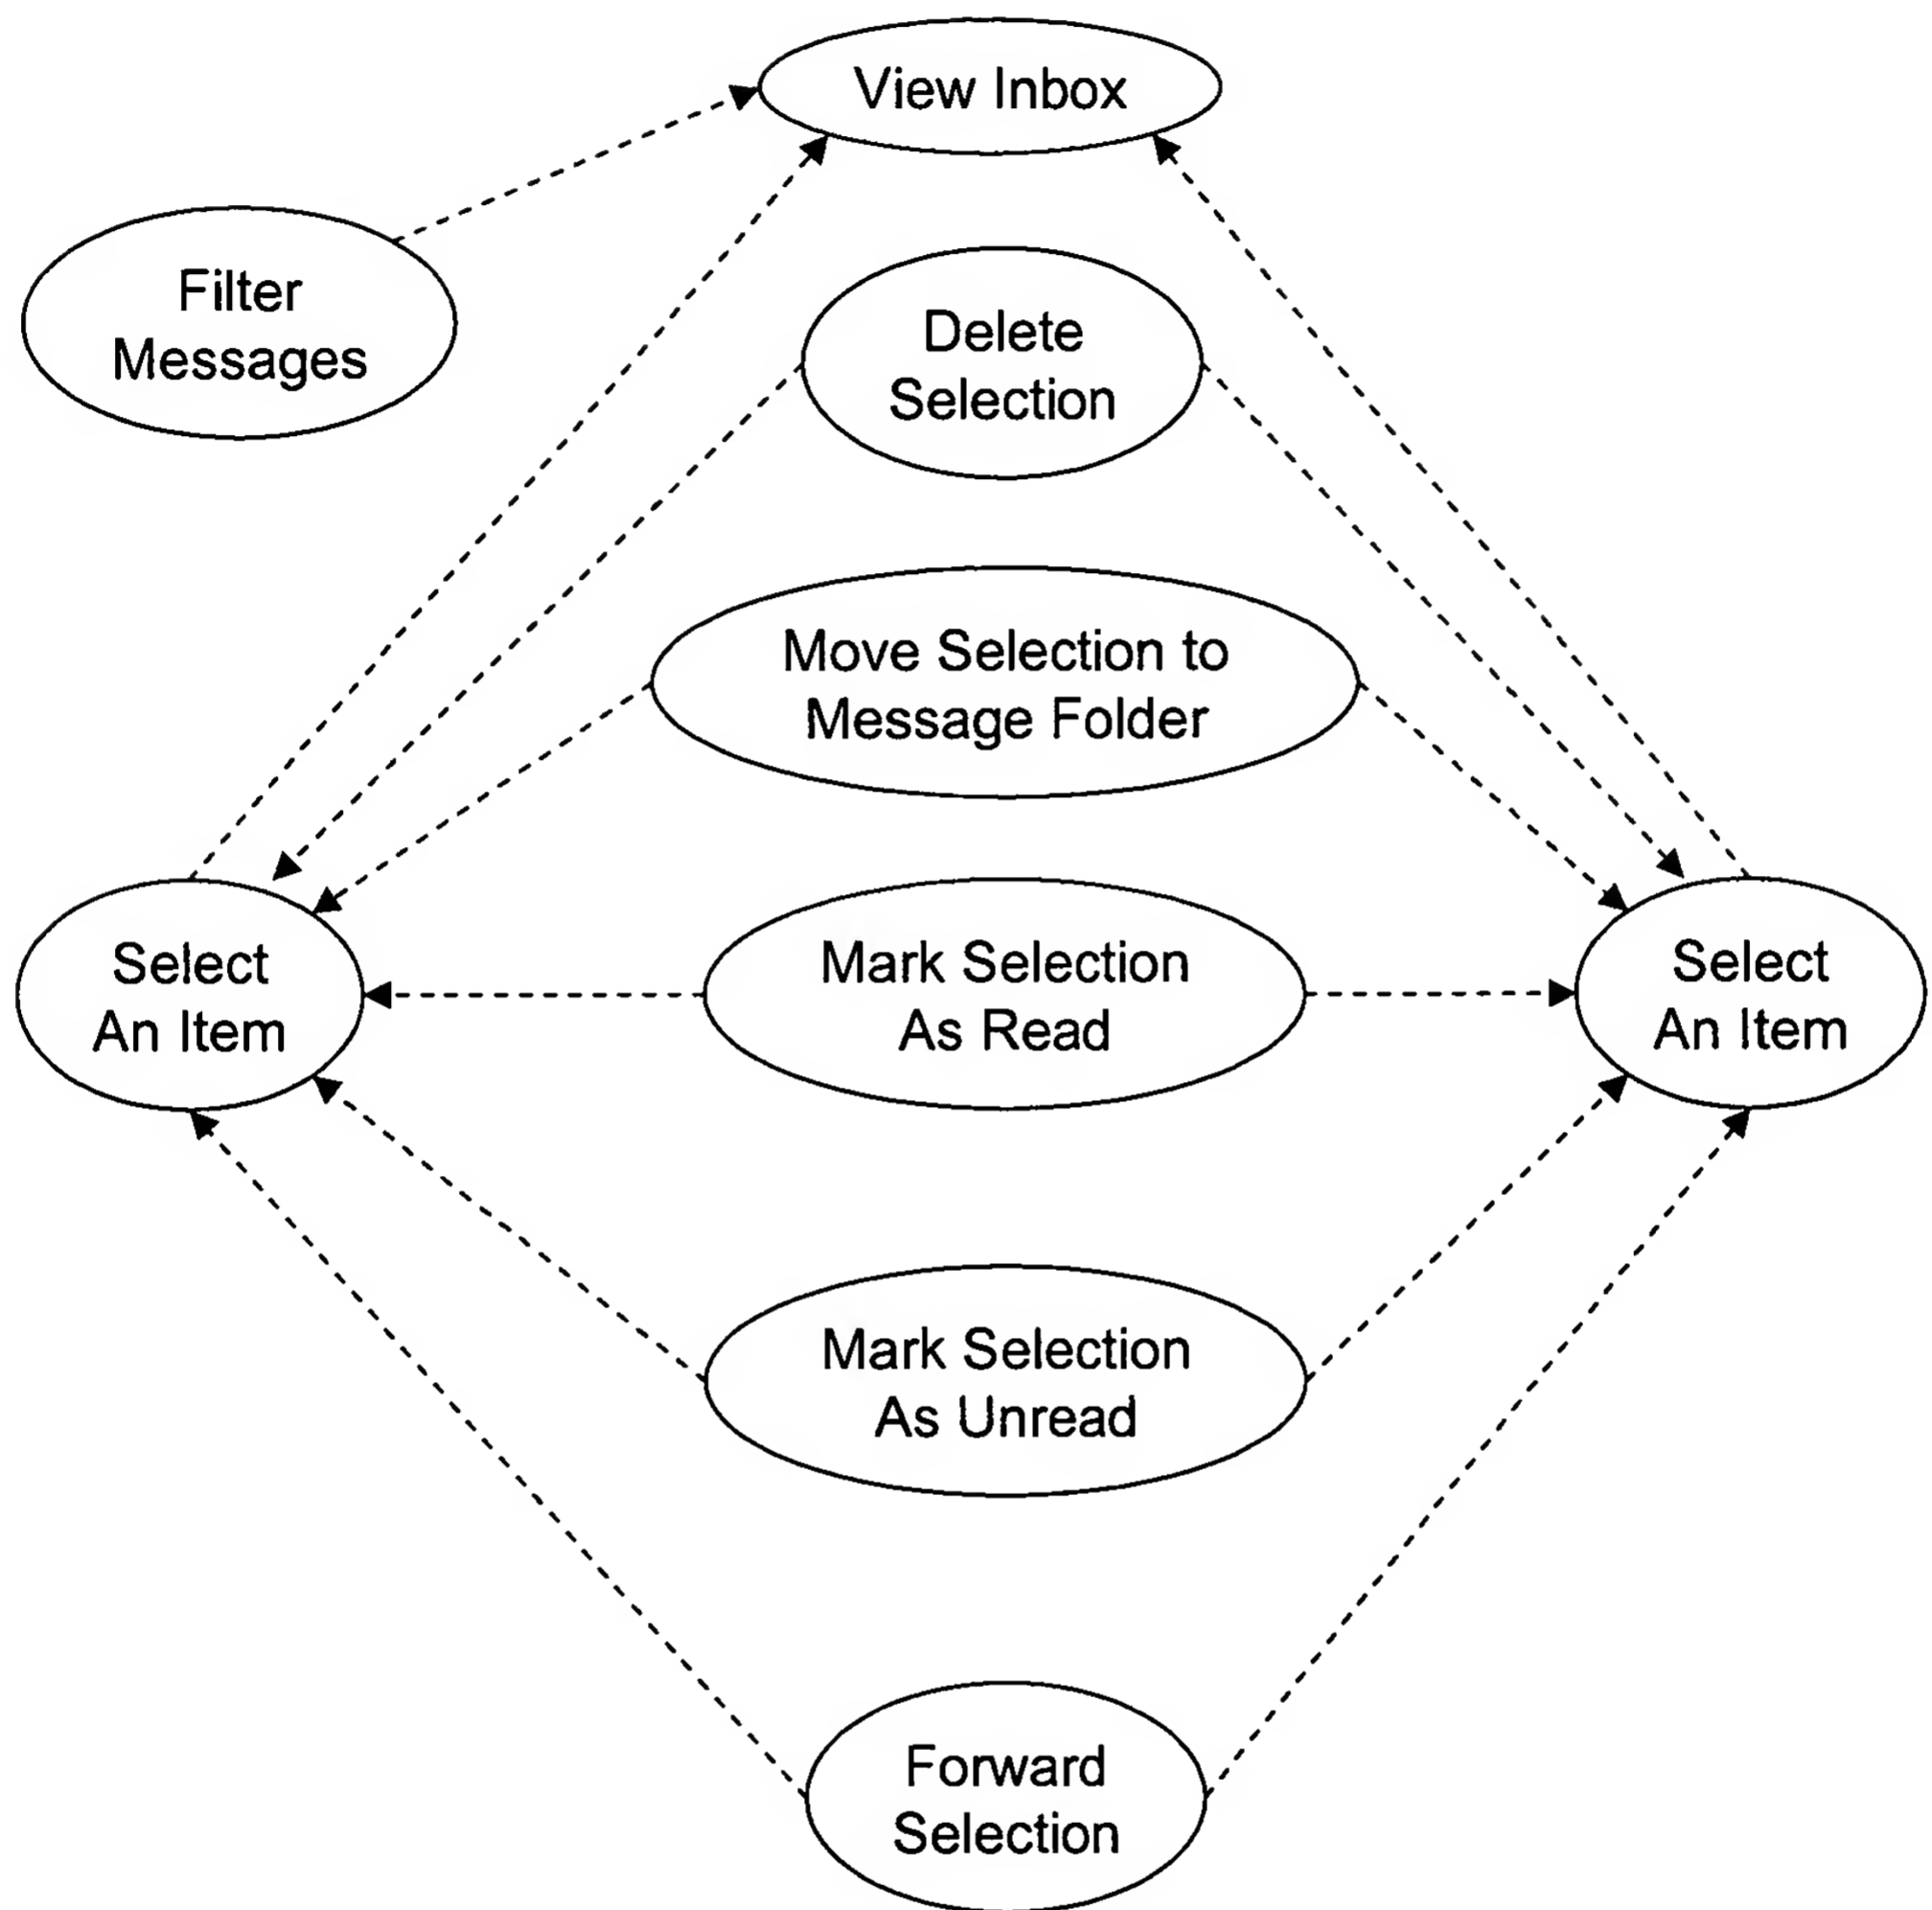 View Inbox
Filter
Messages
Delete
Selection
Move Selection to
Message Folder
Select
An Item
Mark Selection
As Read
Select
An Item
Mark Selection
As Unread
Forward
Selection